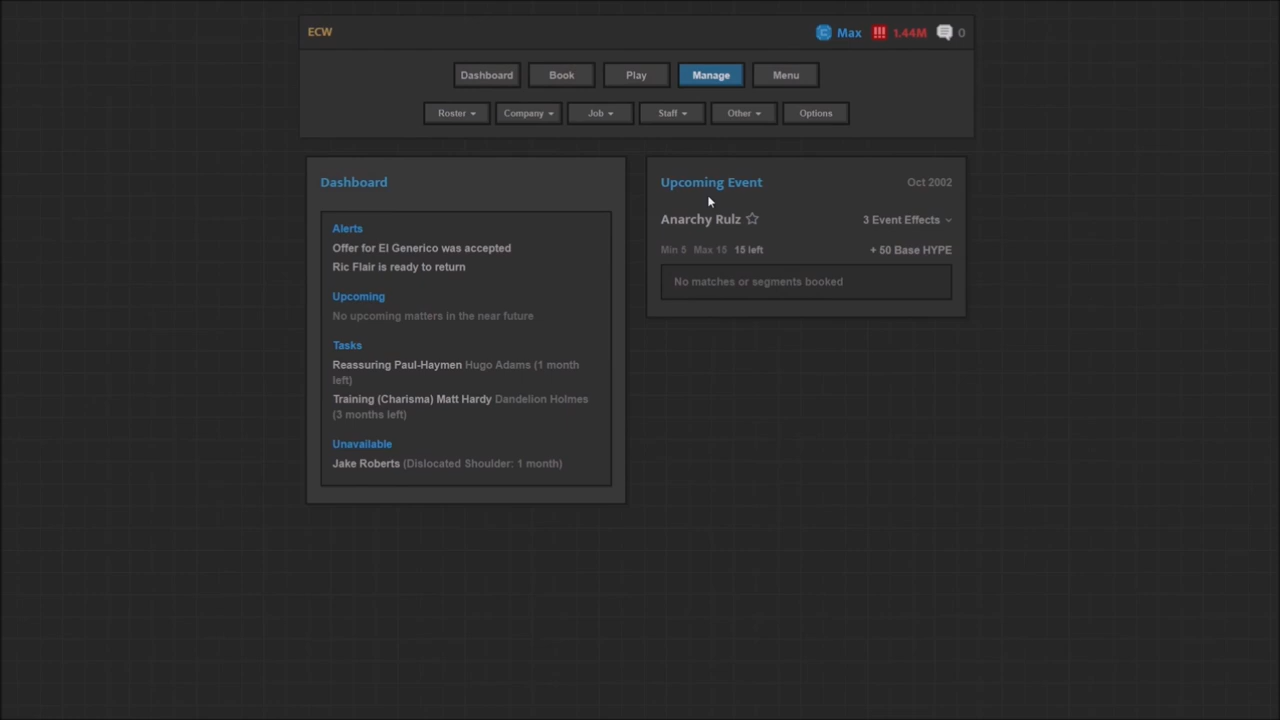 ECW
Max 1.44M 0
Dashboard Book Play Manage Menu
Roster Company Job Staff Other Options
Dashboard
Alerts
Offer for El Generico was accepted
Ric Flair is ready to return
Upcoming
No upcoming matters in the near future
Tasks
Reassuring Paul-Haymen Hugo Adams (1 month
left)
Training (Charisma) Matt Hardy Dandelion Holmes
(3 months left)
Unavailable
Jake Roberts (Dislocated Shoulder: 1 month)
Upcoming Event Oct 2002
Anarchy Rulz 3 Event Effects
Min 5 Max 15 15 left + 50 Base HYPE
No matches or segments booked